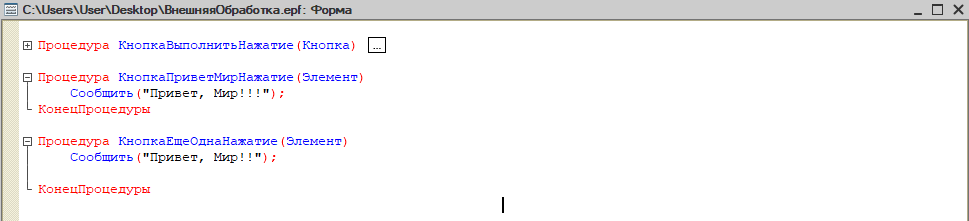 C:\Users\User\Desktop\ВнешняяОбработка.epf: Форма
Процедура КнопкаВыполнитьНажатие(Кнопка) ...
Процедура КнопкаПриветМирНажатие(Элемент)
Сообщить("Привет, Мир!!!");
КонецПроцедуры
Процедура КнопкаЕщеОднаНажатие(Элемент)
Сообщить("Привет, Мир!!");
КонецПроцедуры